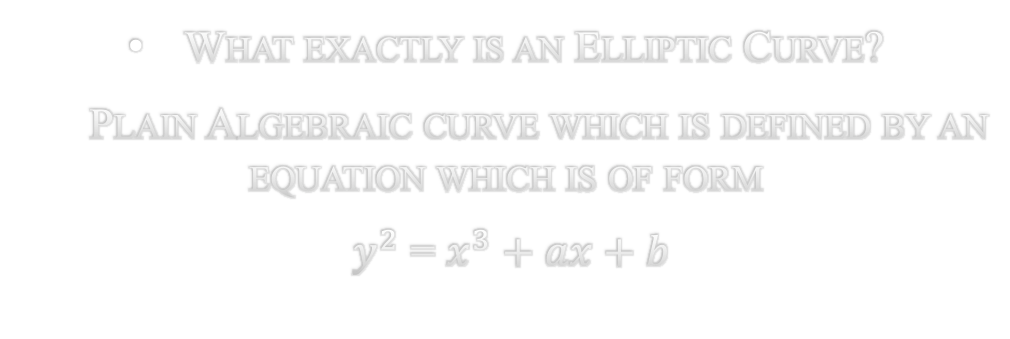 ◦ What exactly is an Elliptic Curve?
Plain Algebraic curve which is defined by an
equation which is of form
y² = x³ + ax + b